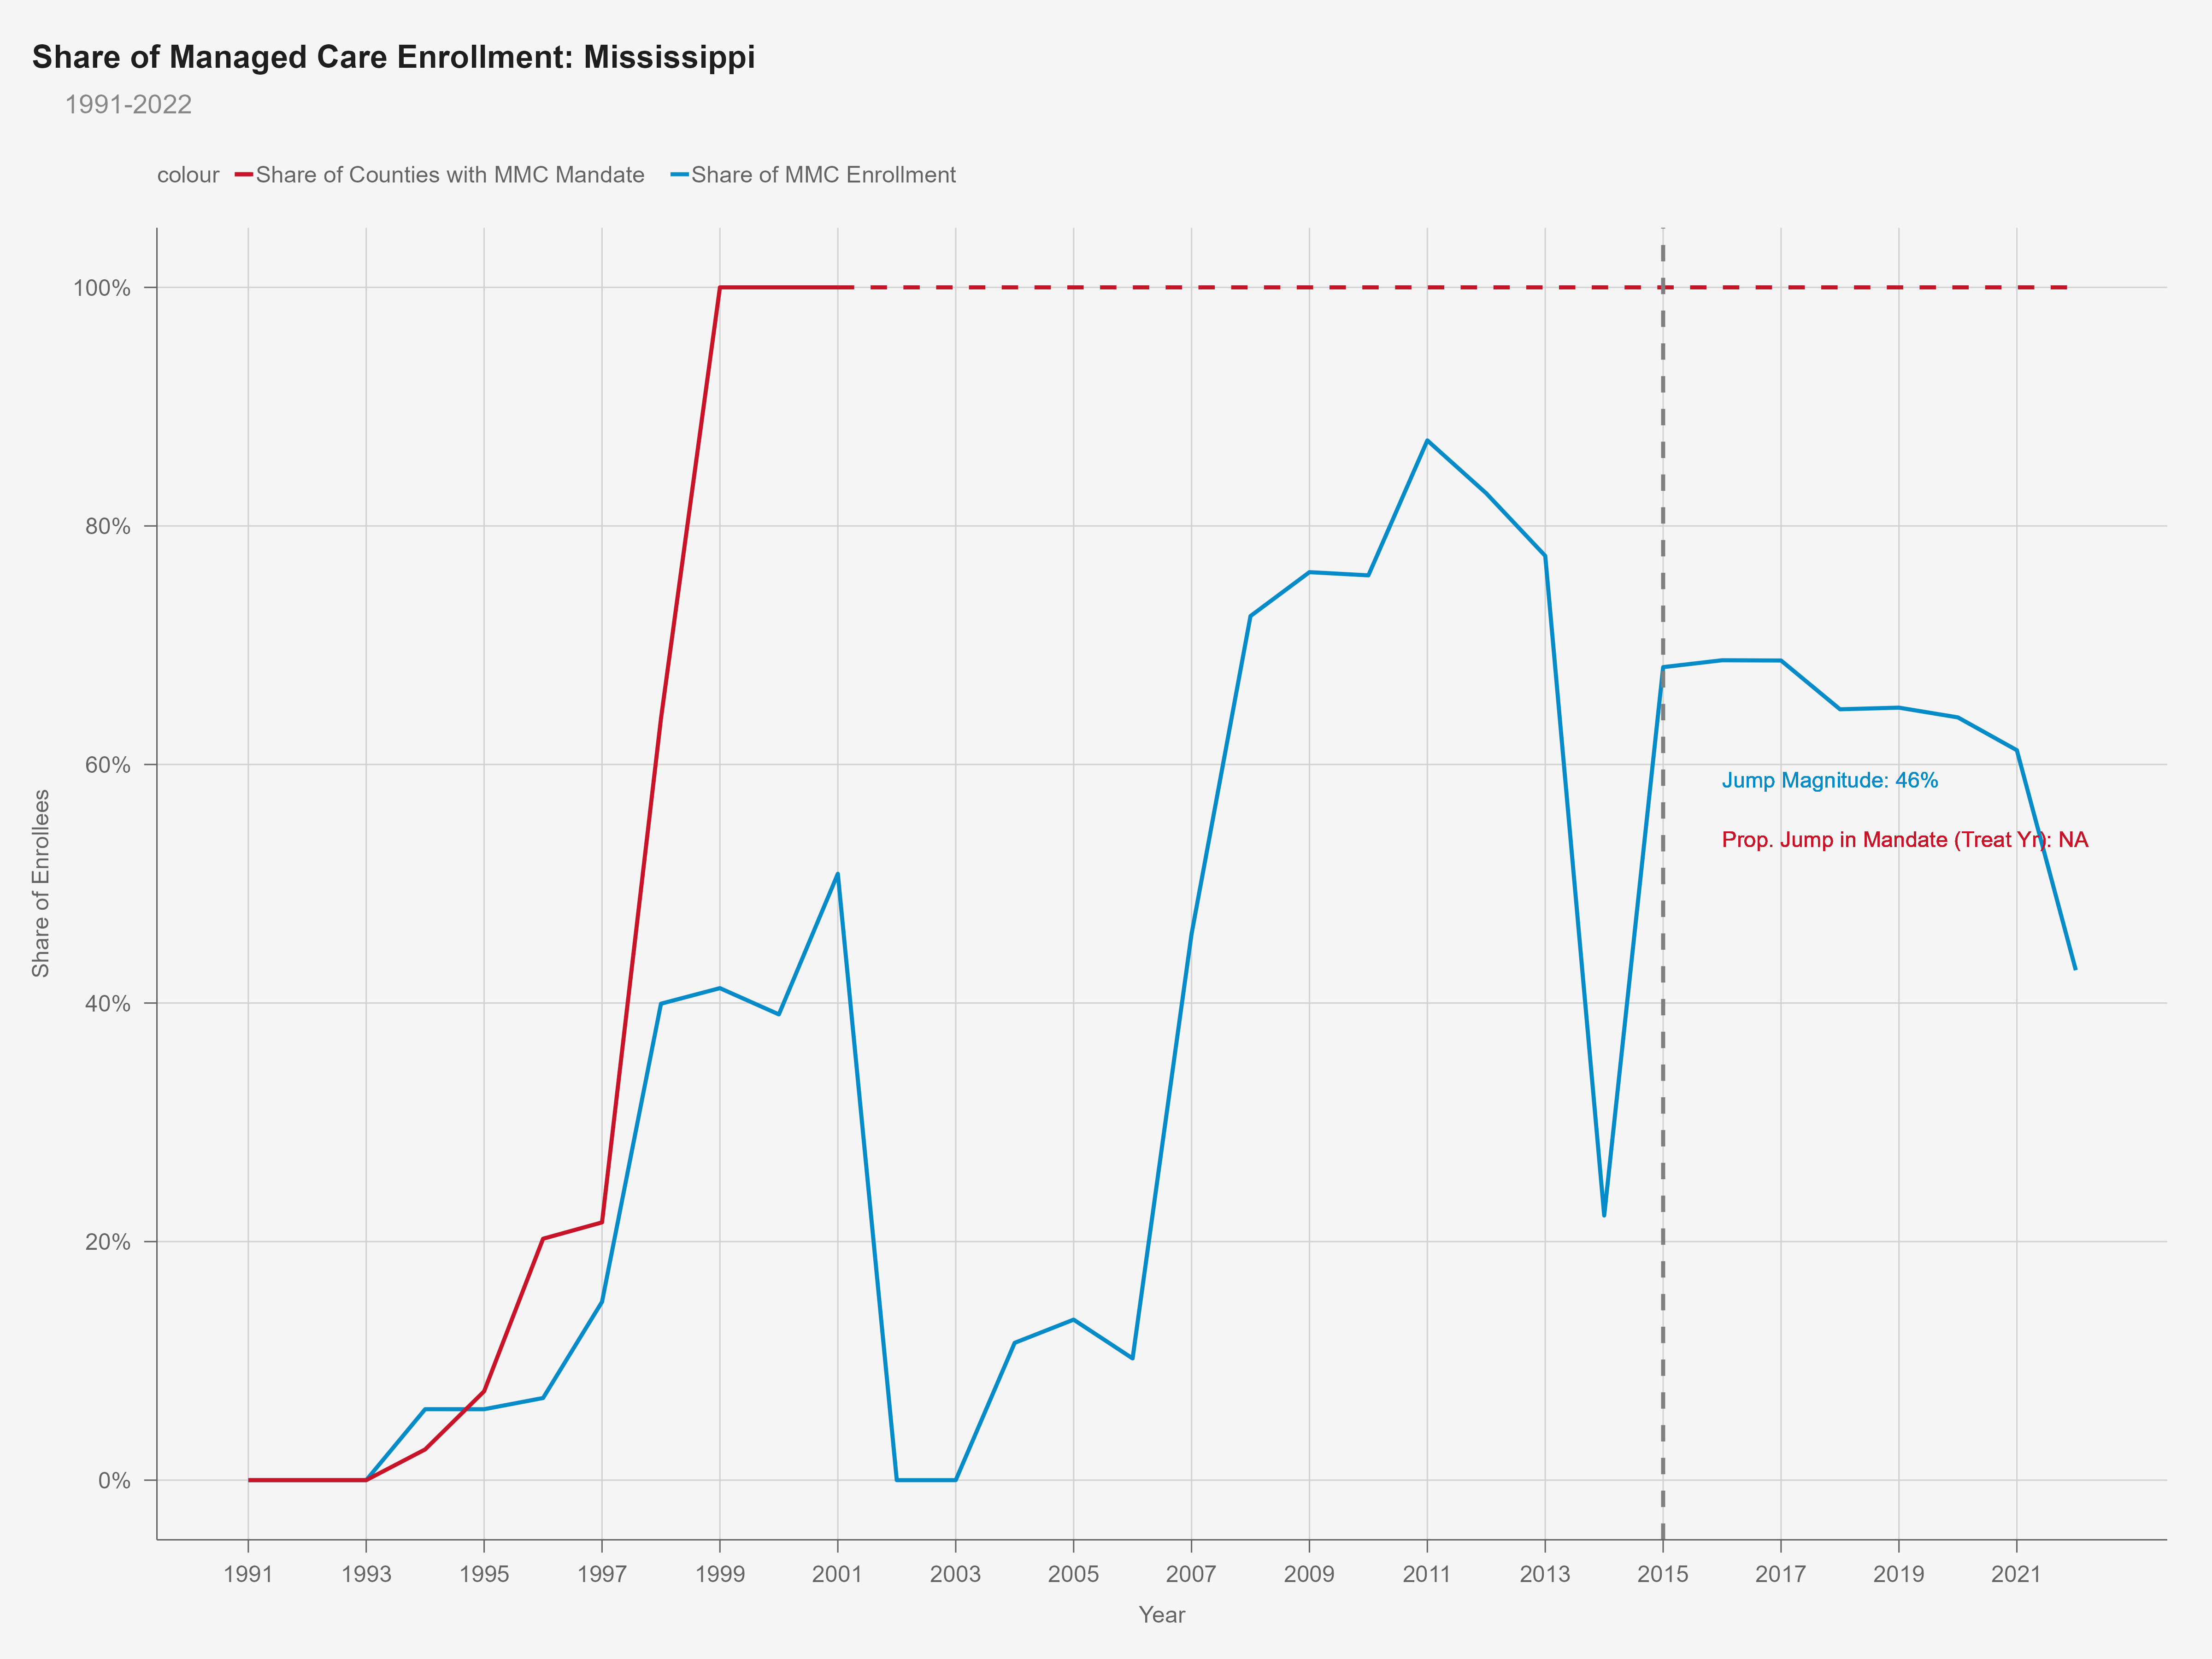 Share of Managed Care Enrollment: Mississippi
1991-2022
colour Share of Counties with MMC Mandate Share of MMC Enrollment
100%
80%
60%
40%
20%
0%
Share of Enrollees
Jump Magnitude: 46%
Prop. Jump in Mandate (Treat Yr): NA
1991 1993 1995 1997 1999 2001 2003 2005 2007 2009 2011 2013 2015 2017 2019 2021
Year